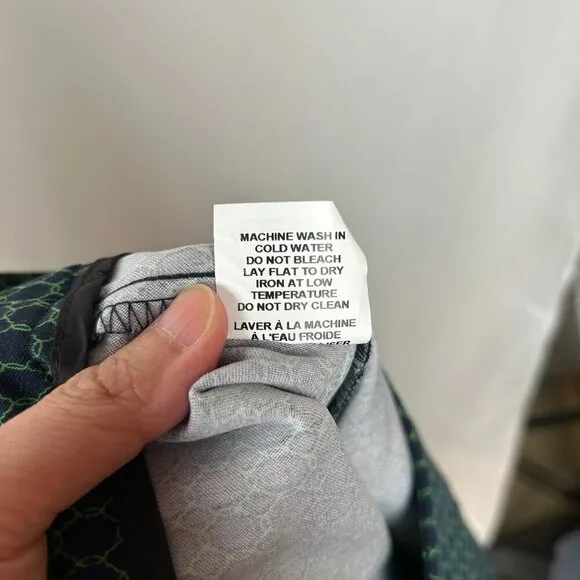 MACHINE WASH IN
COLD WATER
DO NOT BLEACH
LAY FLAT TO DRY
IRON AT LOW
TEMPERATURE
DO NOT DRY CLEAN
LAVER À LA MACHINE
À L'EAU FROIDE